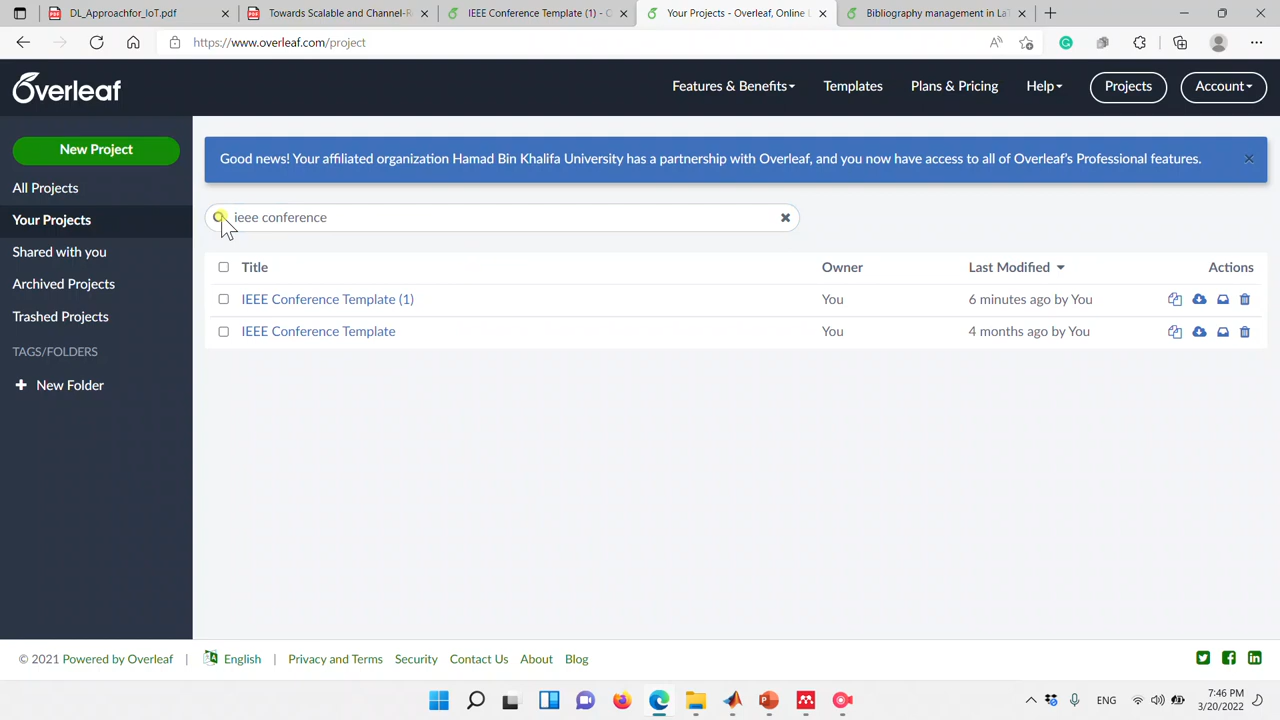 DL_Approachfor_IoT.pdf
Towards Scalable and Channel-R
IEEE Conference Template (1) - O
Your Projects - Overleaf, Online L
Bibliography management in LaT
https://www.overleaf.com/project
Overleaf
Features & Benefits
Templates
Plans & Pricing
Help
Projects
Account
New Project
All Projects
Your Projects
Shared with you
Archived Projects
Trashed Projects
TAGS/FOLDERS
New Folder
Good news! Your affiliated organization Hamad Bin Khalifa University has a partnership with Overleaf, and you now have access to all of Overleaf's Professional features.
ieee conference
Title Owner Last Modified Actions
IEEE Conference Template (1) You 6 minutes ago by You
IEEE Conference Template You 4 months ago by You
© 2021 Powered by Overleaf | English | Privacy and Terms Security Contact Us About Blog
ENG
7:46 PM
3/20/2022